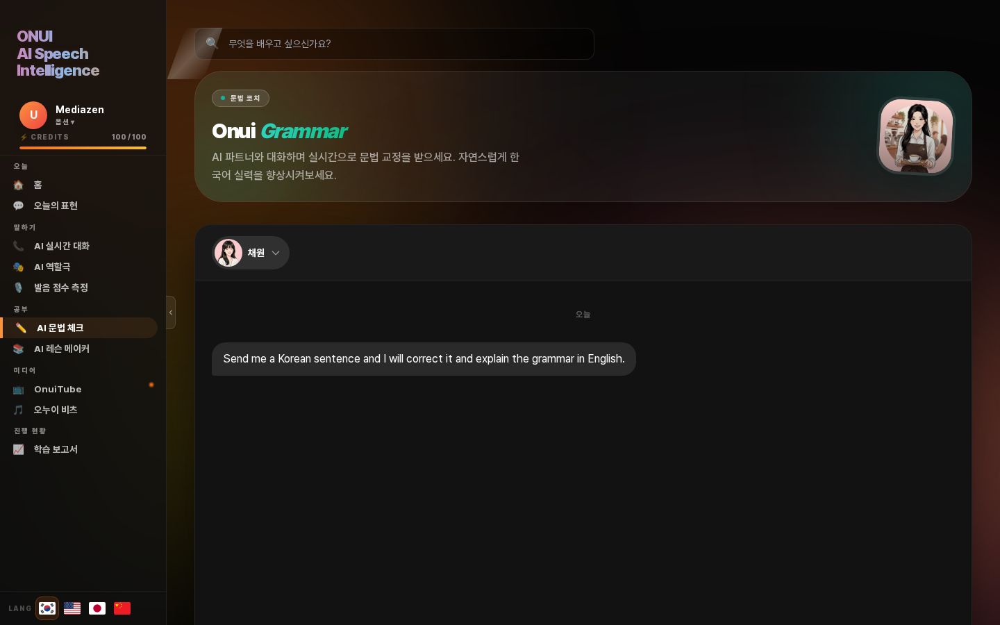 ONUI
AI Speech
Intelligence
U
Mediazen
옵션 ▾
⚡ CREDITS 100 / 100
오늘
🏠 홈
💬 오늘의 표현
말하기
📞 AI 실시간 대화
🎭 AI 역할극
🎙️ 발음 점수 측정
공부
✏️ AI 문법 체크
📚 AI 레슨 메이커
미디어
📺 OnuiTube
🎵 오누이 비츠
진행 현황
📈 학습 보고서
LANG
🔍 무엇을 배우고 싶으신가요?
문법 코치
Onui Grammar
AI 파트너와 대화하며 실시간으로 문법 교정을 받으세요. 자연스럽게 한
국어 실력을 향상시켜보세요.
채원
오늘
Send me a Korean sentence and I will correct it and explain the grammar in English.